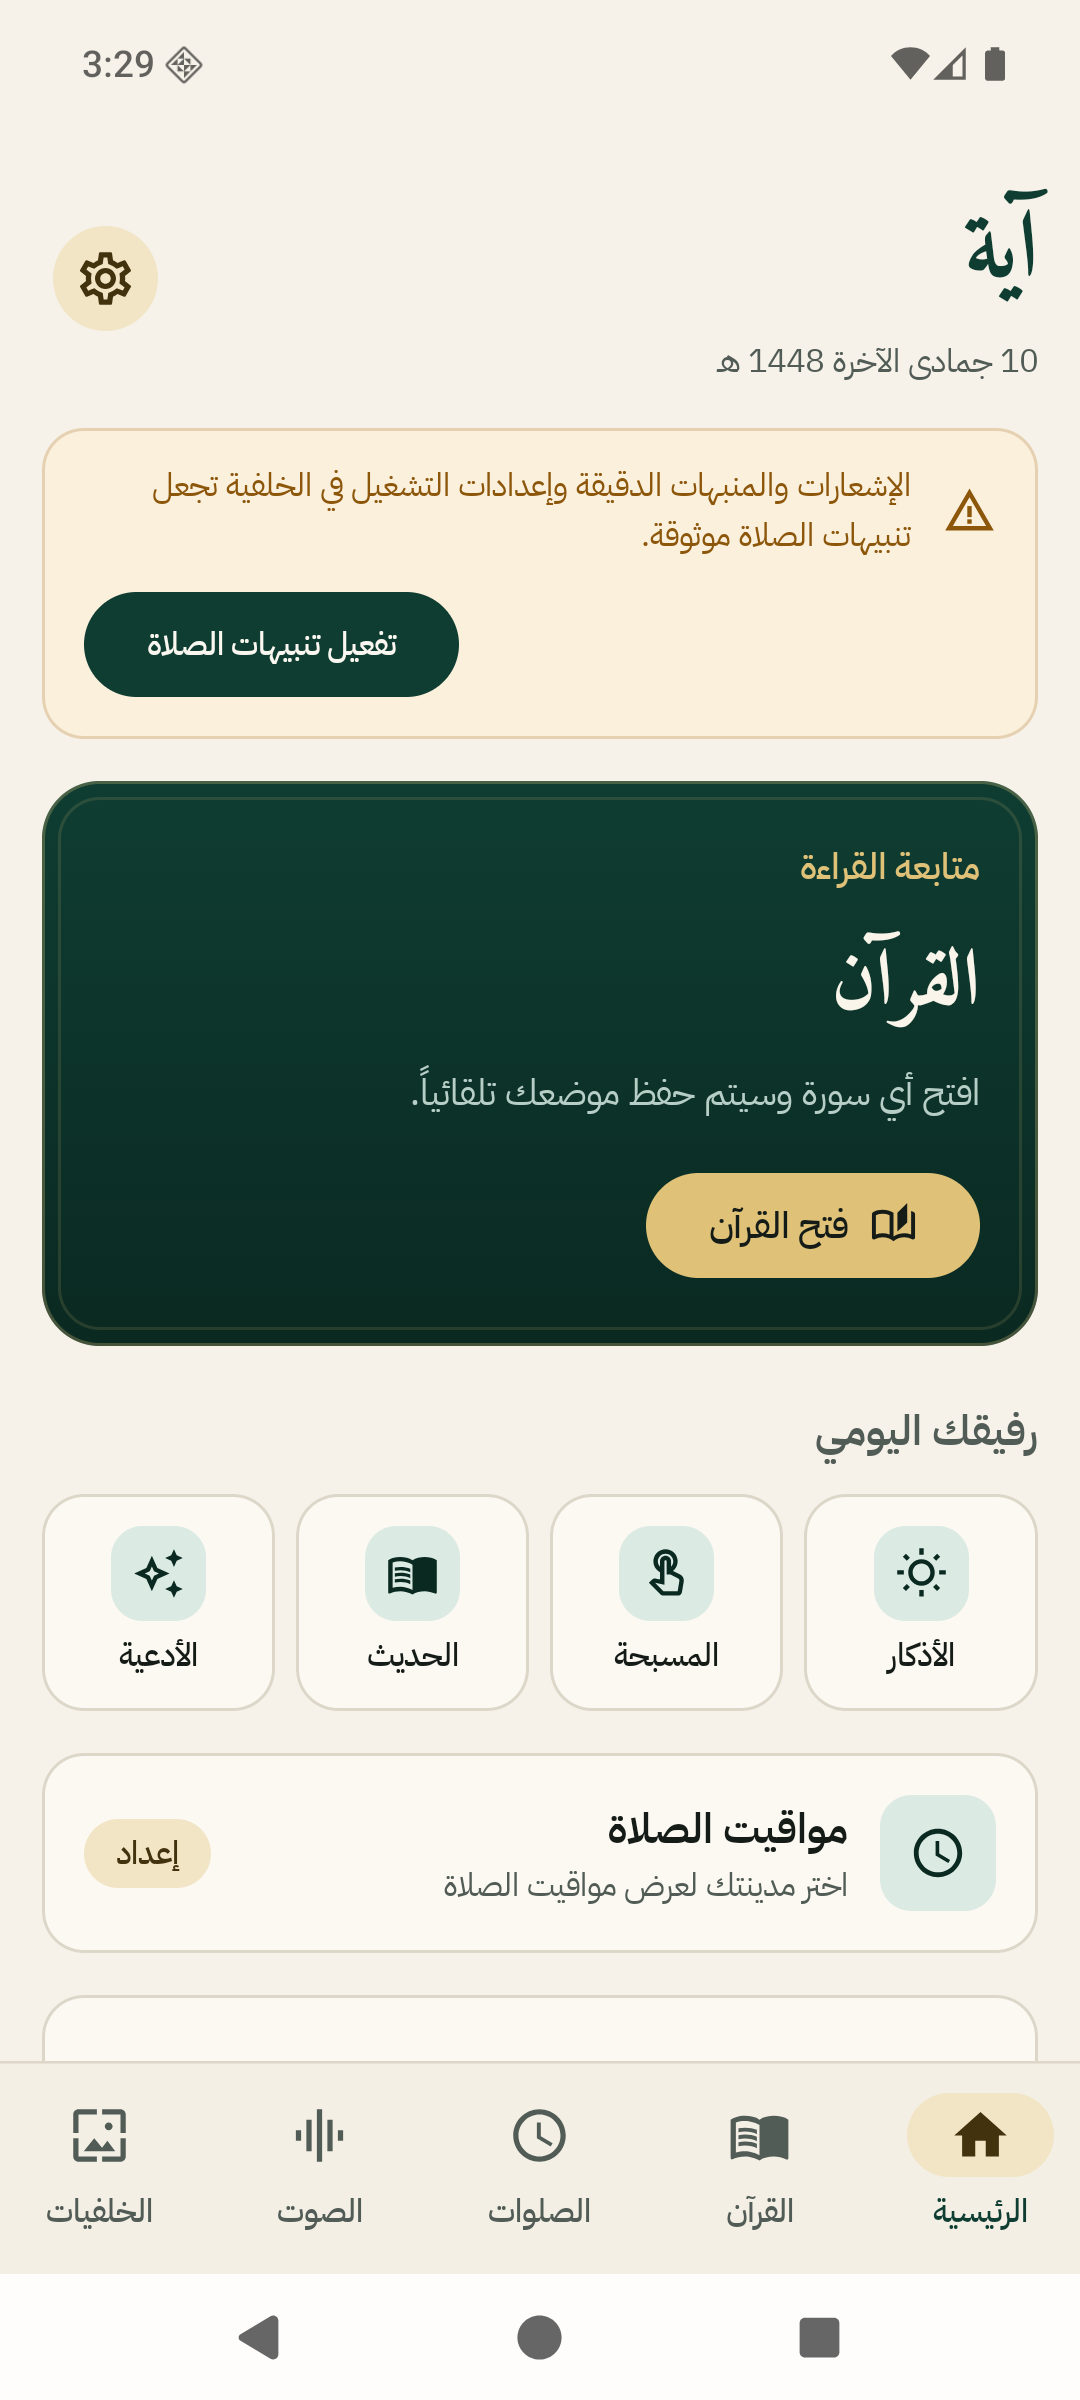 3:29
آية
10 جمادى الآخرة 1448 هـ
الإشعارات والمنبهات الدقيقة وإعدادات التشغيل في الخلفية تجعل
تنبيهات الصلاة موثوقة.
تفعيل تنبيهات الصلاة
متابعة القراءة
القرآن
افتح أي سورة وسيتم حفظ موضعك تلقائياً.
فتح القرآن
رفيقك اليومي
الأذكار
المسبحة
الحديث
الأدعية
مواقيت الصلاة
اختر مدينتك لعرض مواقيت الصلاة
إعداد
الرئيسية
القرآن
الصلوات
الصوت
الخلفيات